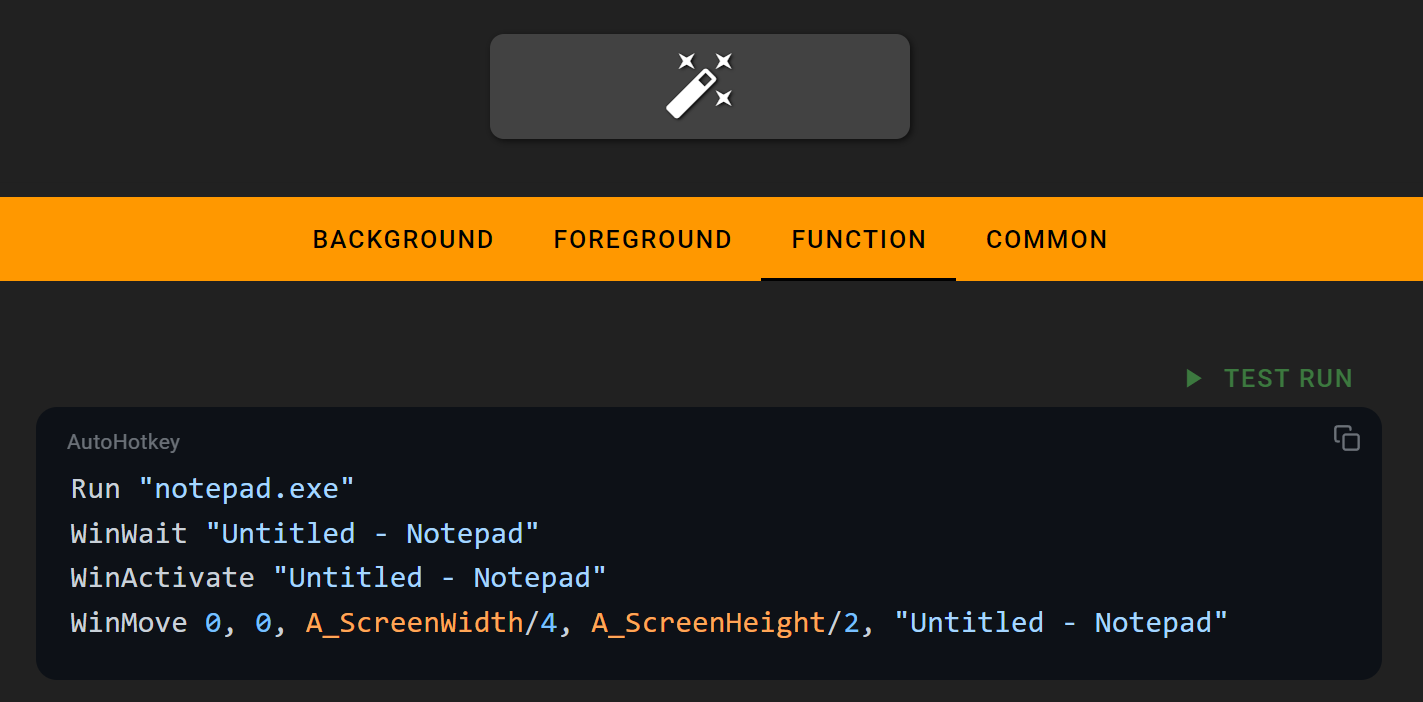 BACKGROUND FOREGROUND FUNCTION COMMON
TEST RUN
AutoHotkey
Run "notepad.exe"
WinWait "Untitled - Notepad"
WinActivate "Untitled - Notepad"
WinMove 0, 0, A_ScreenWidth/4, A_ScreenHeight/2, "Untitled - Notepad"